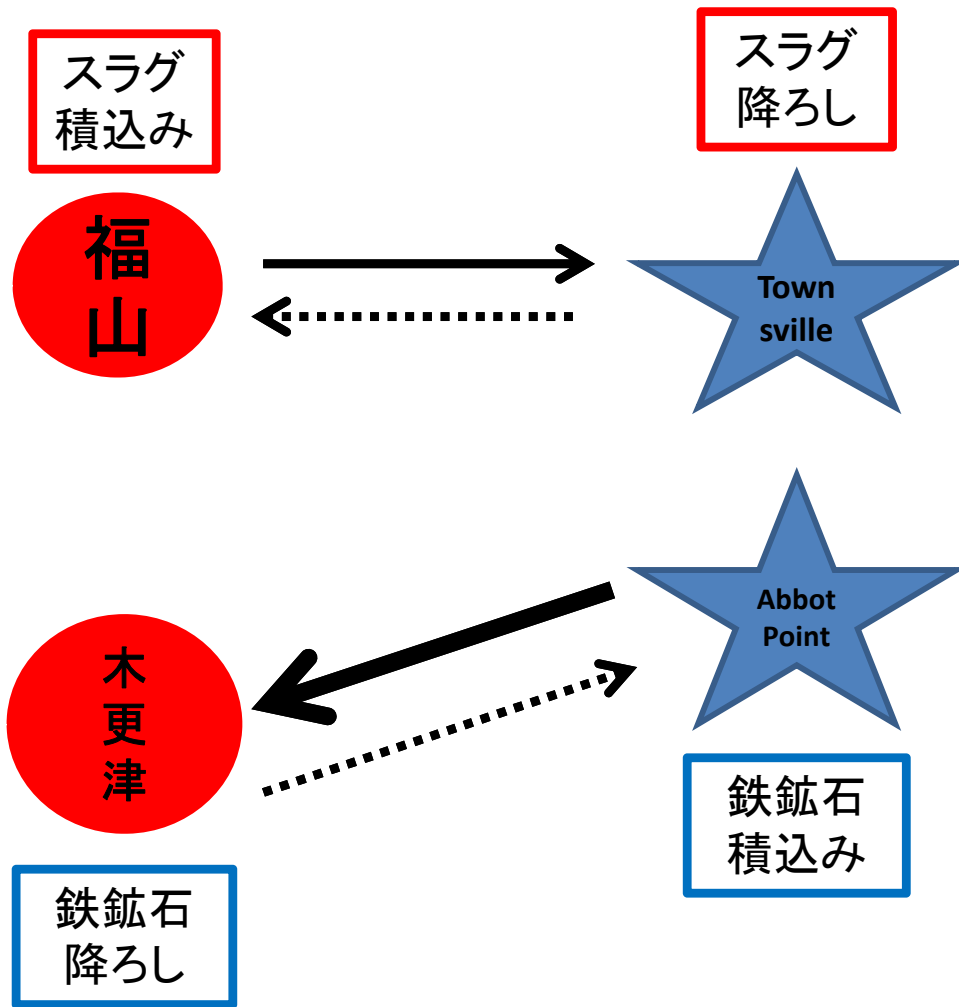 スラグ
積込み
スラグ
降ろし
福
山
Town
sville
Abbot
Point
木
更
津
鉄鉱石
積込み
鉄鉱石
降ろし